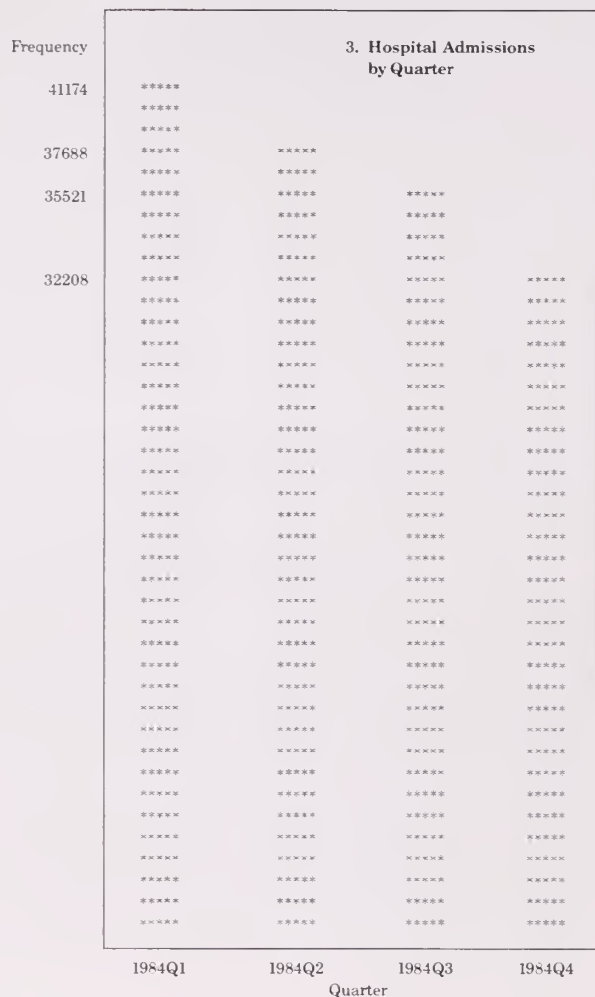 Frequency
3. Hospital Admissions
by Quarter
41174
37688
35521
32208
1984Q1 1984Q2 1984Q3 1984Q4
Quarter